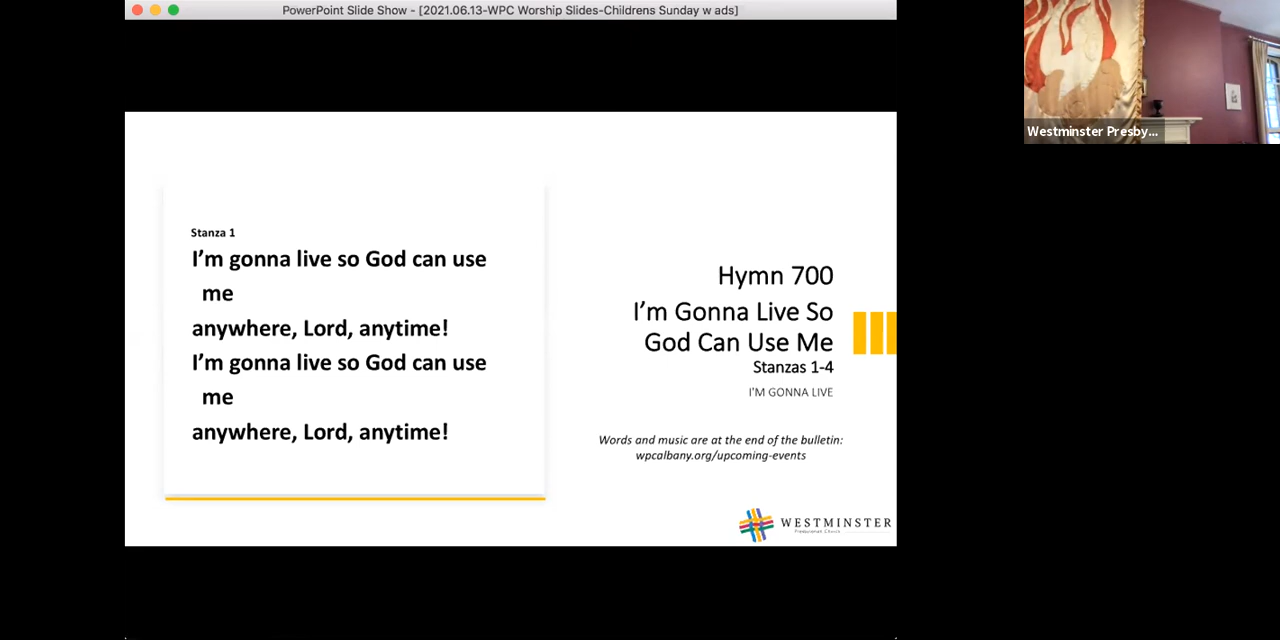 PowerPoint Slide Show - [2021.06.13-WPC Worship Slides-Childrens Sunday w ads]
Westminster Presby...
Stanza 1
I’m gonna live so God can use
me
anywhere, Lord, anytime!
I’m gonna live so God can use
me
anywhere, Lord, anytime!
Hymn 700
I’m Gonna Live So
God Can Use Me
Stanzas 1-4
I'M GONNA LIVE
Words and music are at the end of the bulletin:
wpcalbany.org/upcoming-events
WESTMINSTER
Presbyterian Church